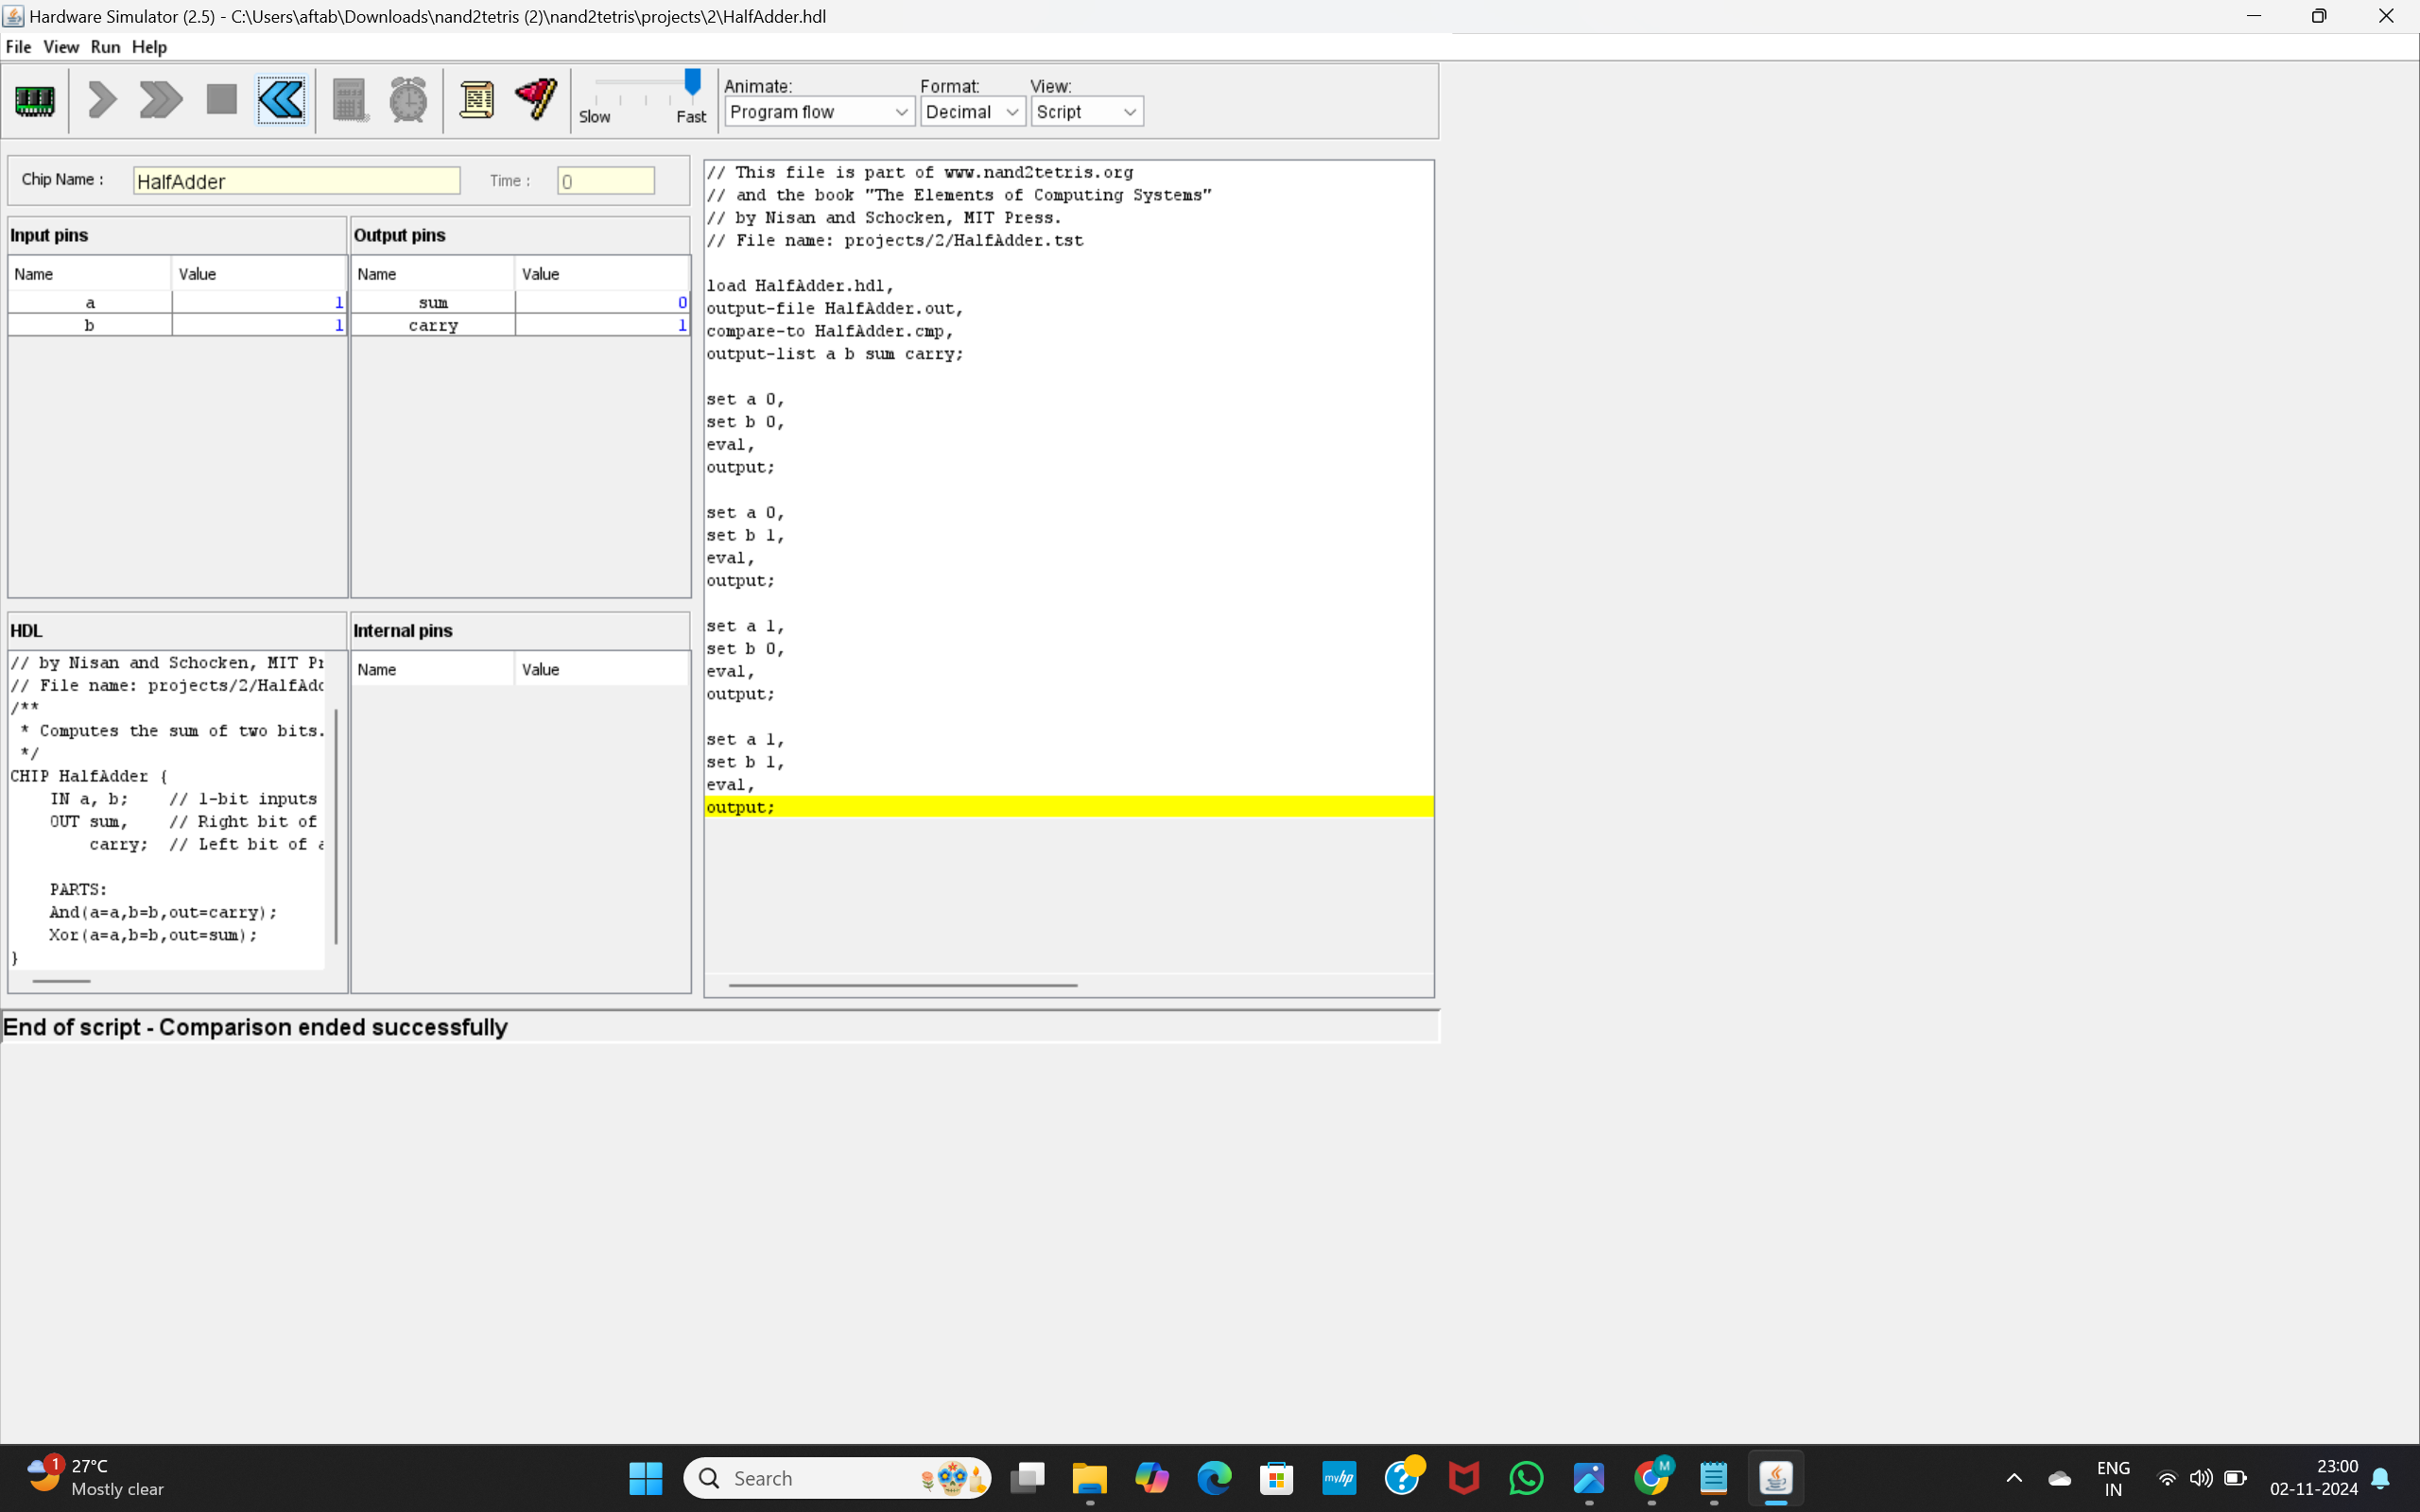 Hardware Simulator (2.5) - C:\Users\aftab\Downloads\nand2tetris (2)\nand2tetris\projects\2\HalfAdder.hdl
File View Run Help
Animate: Format: View:
Slow Fast Program flow Decimal Script
Chip Name : HalfAdder Time : 0
Input pins
Name Value
a 1
b 1
Output pins
Name Value
sum 0
carry 1
HDL
// by Nisan and Schocken, MIT Pr
// File name: projects/2/HalfAdd
/**
* Computes the sum of two bits.
*/
CHIP HalfAdder {
IN a, b; // 1-bit inputs
OUT sum, // Right bit of
carry; // Left bit of a
PARTS:
And(a=a,b=b,out=carry);
Xor(a=a,b=b,out=sum);
}
Internal pins
Name Value
// This file is part of www.nand2tetris.org
// and the book "The Elements of Computing Systems"
// by Nisan and Schocken, MIT Press.
// File name: projects/2/HalfAdder.tst
load HalfAdder.hdl,
output-file HalfAdder.out,
compare-to HalfAdder.cmp,
output-list a b sum carry;
set a 0,
set b 0,
eval,
output;
set a 0,
set b 1,
eval,
output;
set a 1,
set b 0,
eval,
output;
set a 1,
set b 1,
eval,
output;
End of script - Comparison ended successfully
1
27°C
Mostly clear
Search
myhp
?
M
ENG
IN
23:00
02-11-2024